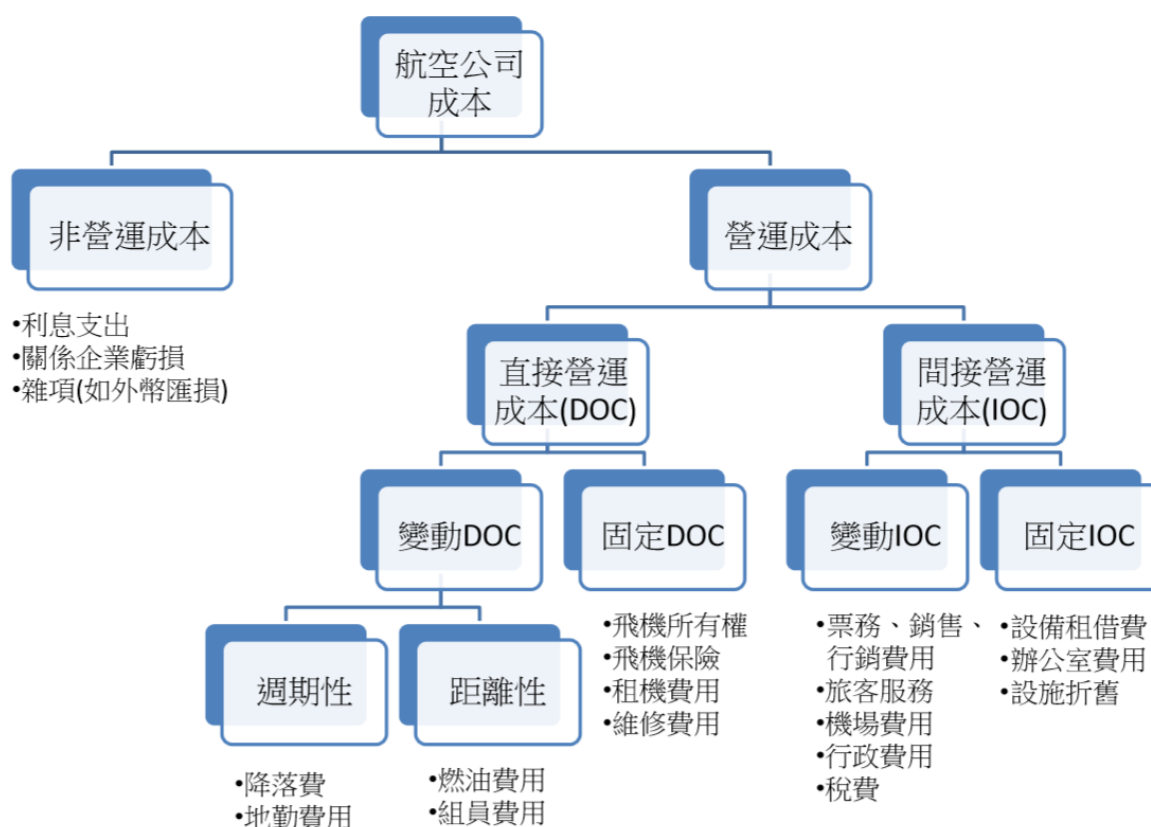 航空公司
成本
非營運成本
營運成本
•利息支出
•關係企業虧損
•雜項(如外幣匯損)
直接營運
成本(DOC)
間接營運
成本(IOC)
變動DOC
固定DOC
變動IOC
固定IOC
週期性
距離性
•降落費
•地勤費用
•燃油費用
•組員費用
•飛機所有權
•飛機保險
•租機費用
•維修費用
•票務、銷售、
行銷費用
•旅客服務
•機場費用
•行政費用
•稅費
•設備租借費
•辦公室費用
•設施折舊